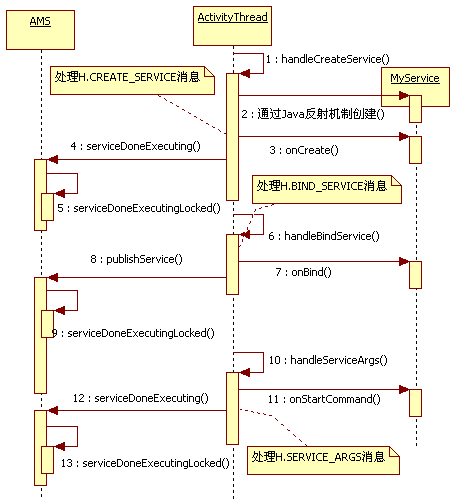 AMS
ActivityThread
1 : handleCreateService()
处理H.CREATE_SERVICE消息
MyService
2 : 通过Java反射机制创建()
3 : onCreate()
4 : serviceDoneExecuting()
处理H.BIND_SERVICE消息
5 : serviceDoneExecutingLocked()
6 : handleBindService()
8 : publishService()
7 : onBind()
9 : serviceDoneExecutingLocked()
10 : handleServiceArgs()
12 : serviceDoneExecuting()
11 : onStartCommand()
处理H.SERVICE_ARGS消息
13 : serviceDoneExecutingLocked()